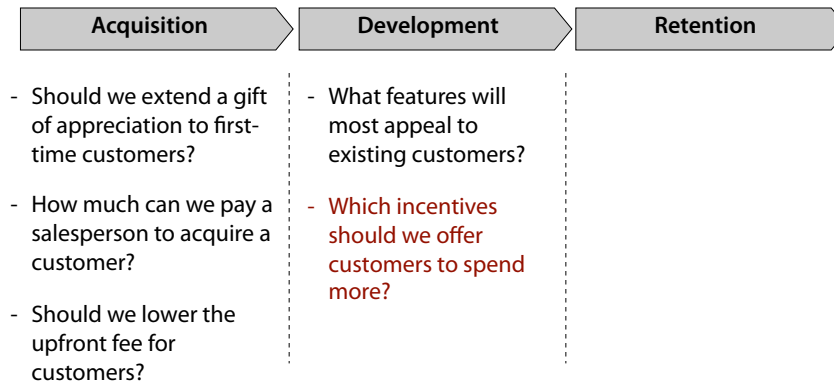 Acquisition
Development
Retention
- Should we extend a gift
of appreciation to first-
time customers?
- How much can we pay a
salesperson to acquire a
customer?
- Should we lower the
upfront fee for
customers?
- What features will
most appeal to
existing customers?
- Which incentives
should we offer
customers to spend
more?